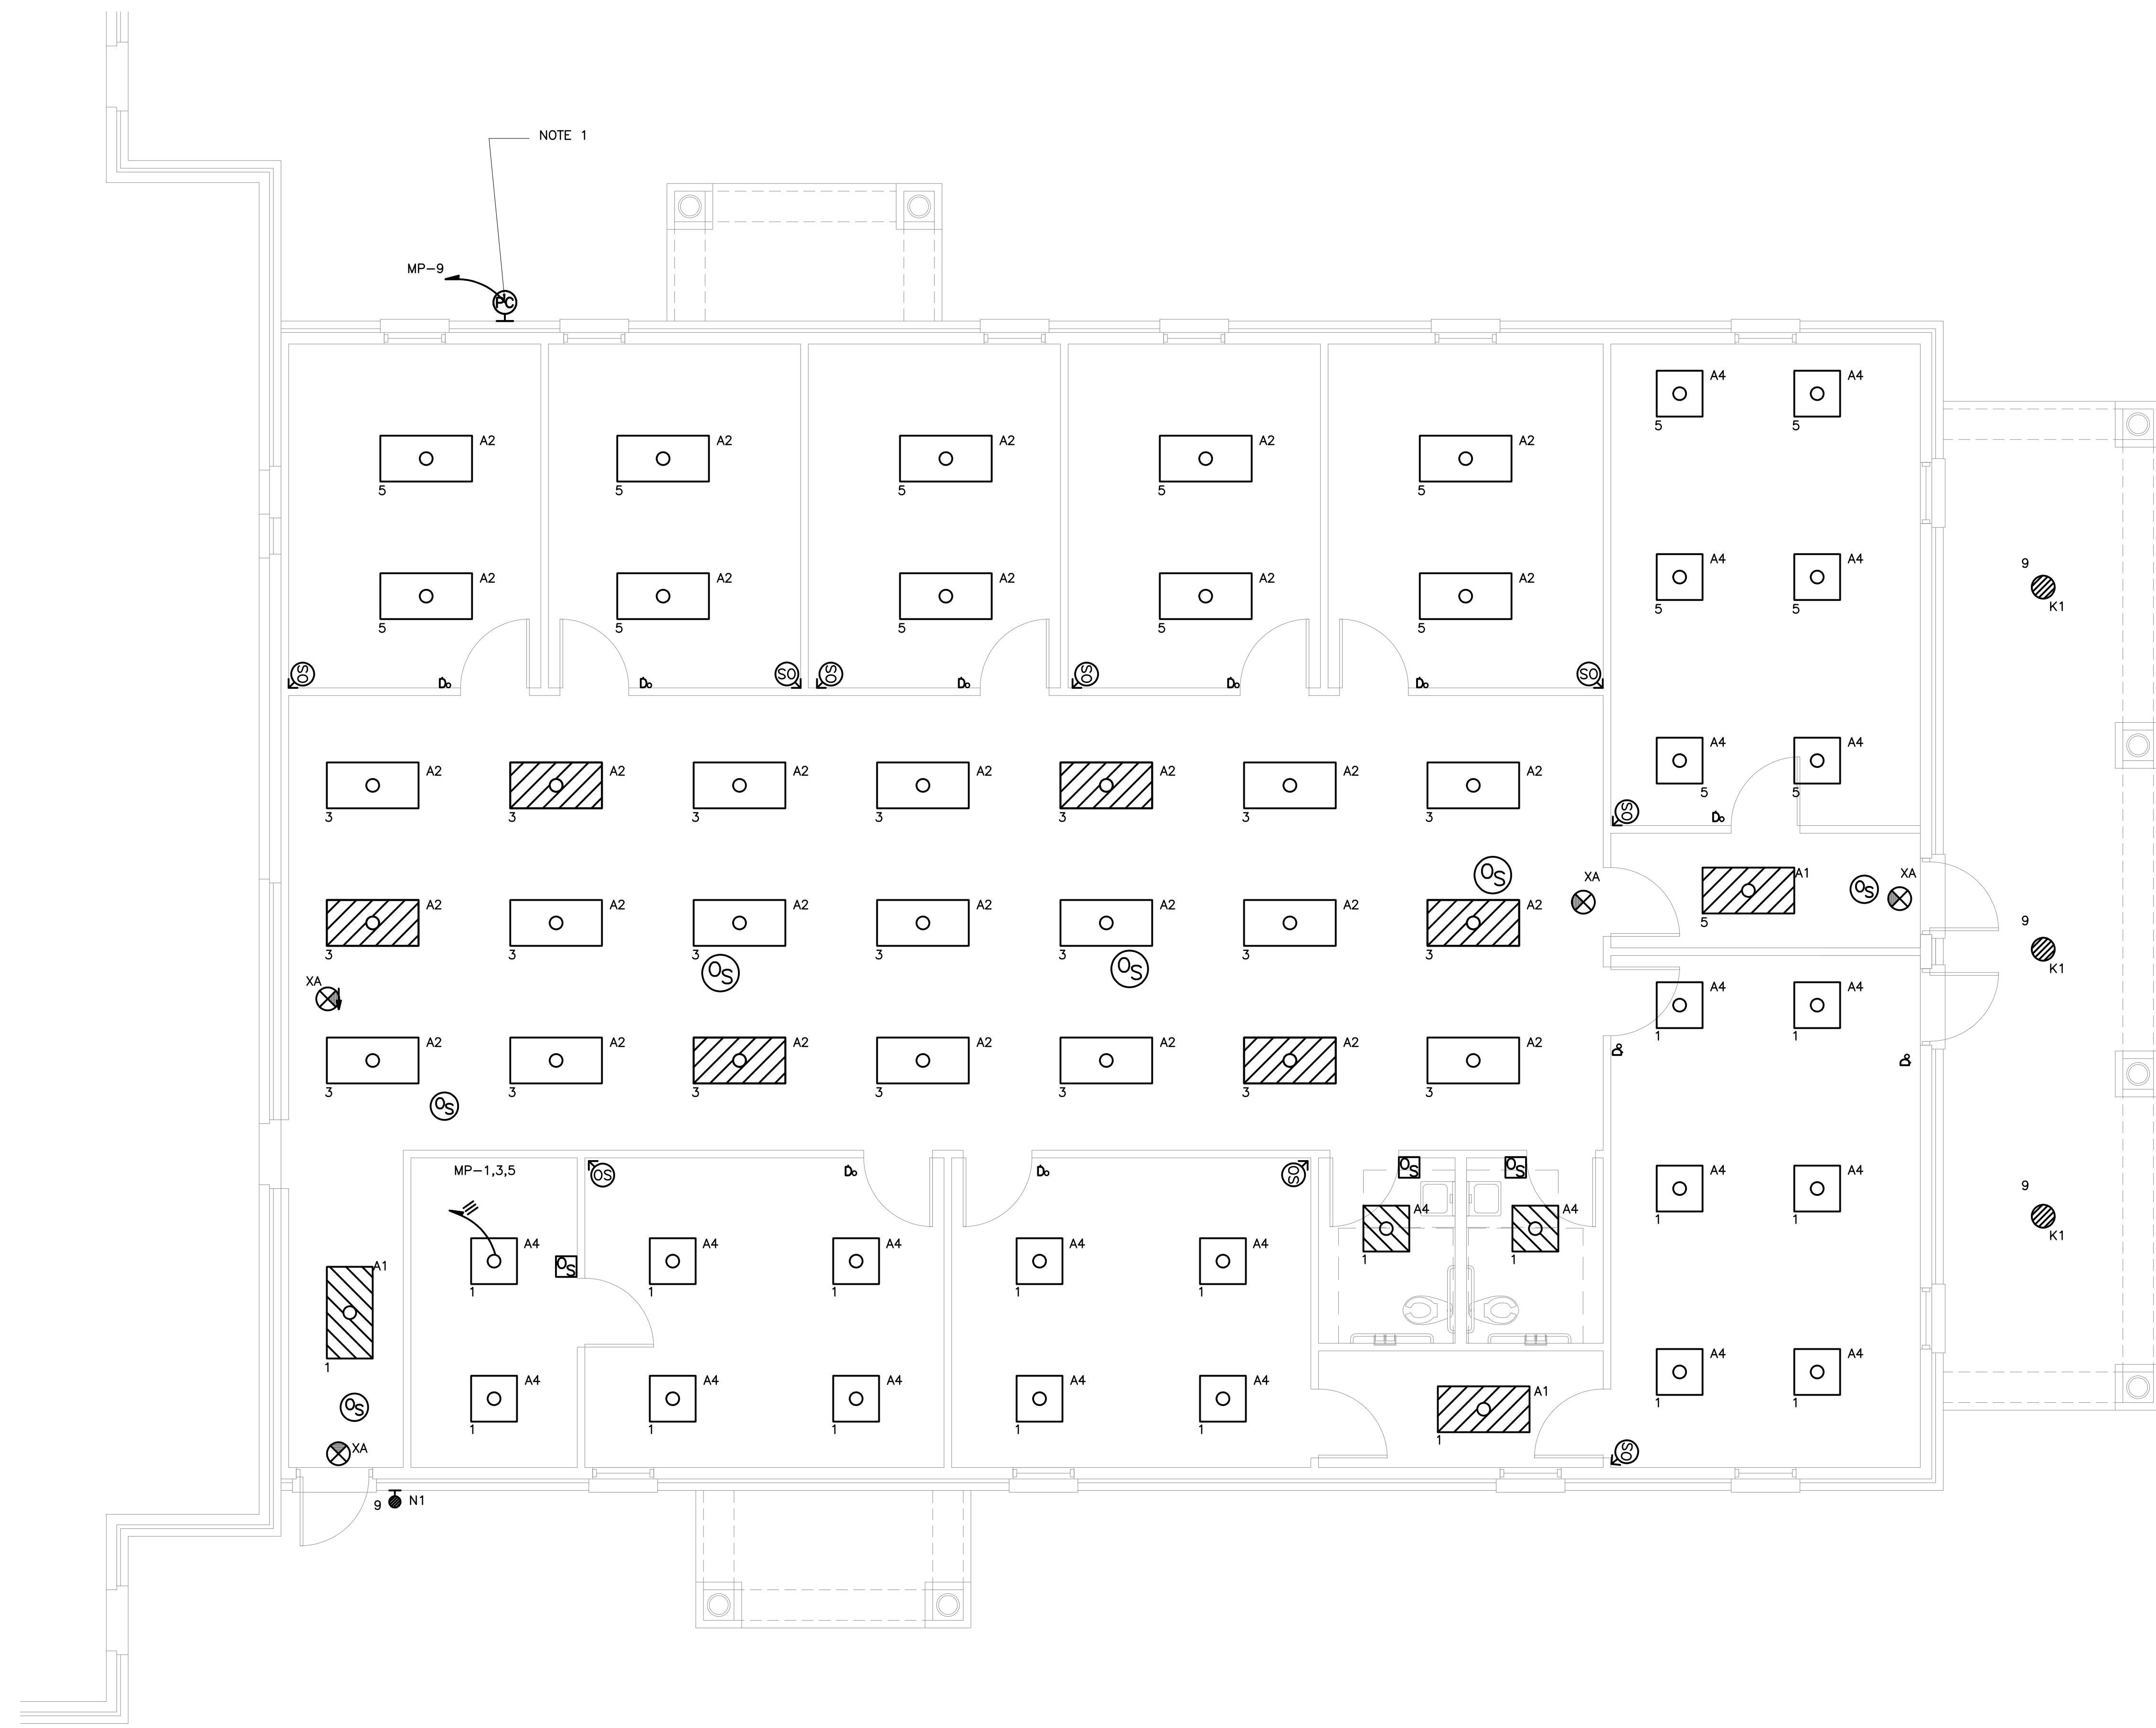 NOTE 1
MP-9
PC
A4 A4
5 5
A2 A2 A2 A2 A2
5 5 5 5 5
A4 A4
9
K1
5 5
A2 A2 A2 A2 A2
5 5 5 5 5
OS OS OS OS OS
D D D D D
A4 A4
5 5
A2 A2 A2 A2 A2 A2 A2
3 3 3 3 3 3 3
OS
D
XA A1 OS XA
OS
5
A2 A2 A2 A2 A2 A2 A2
3 3 3 3 3 3 3
9
K1
OS OS
XA
A4 A4
1 1
A2 A2 A2 A2 A2 A2 A2
3 3 3 3 3 3 3
D D
OS
MP-1,3,5
OS D D OS OS OS
A4 A4
1 1
A4 A4
1 1
9
K1
A4 A4 A4 A4 A4
OS
1 1 1 1 1
A1
1
A4 A4
1 1
A4 A4 A4 A4 A4
1 1 1 1 1
A1
1
OS
XA
OS
9 N1